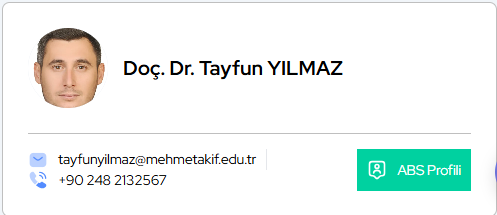 Doç. Dr. Tayfun YILMAZ
tayfunyilmaz@mehmetakif.edu.tr
+90 248 2132567
ABS Profili